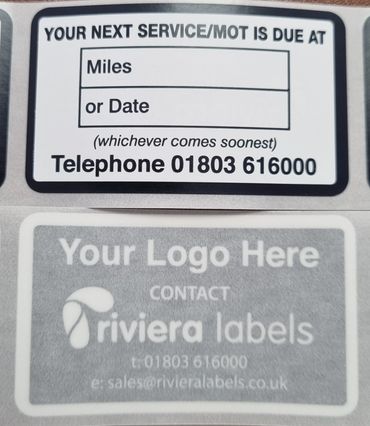 YOUR NEXT SERVICE/MOT IS DUE AT
Miles
or Date
(whichever comes soonest)
Telephone 01803 616000
Your Logo Here
CONTACT
riviera labels
t: 01803 616000
e: sales@rivieralabels.co.uk